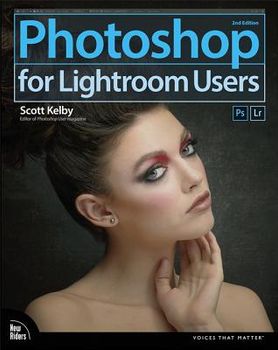 2nd Edition
Photoshop
for Lightroom Users
Scott Kelby
Editor of Photoshop User magazine
Ps Lr
New
Riders
VOICES THAT MATTER™